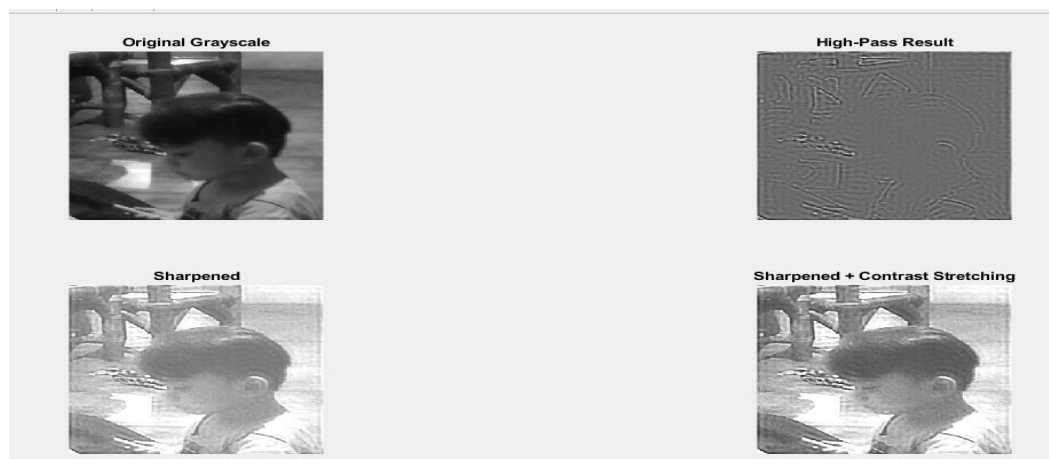 Original Grayscale
High-Pass Result
Sharpened
Sharpened + Contrast Stretching